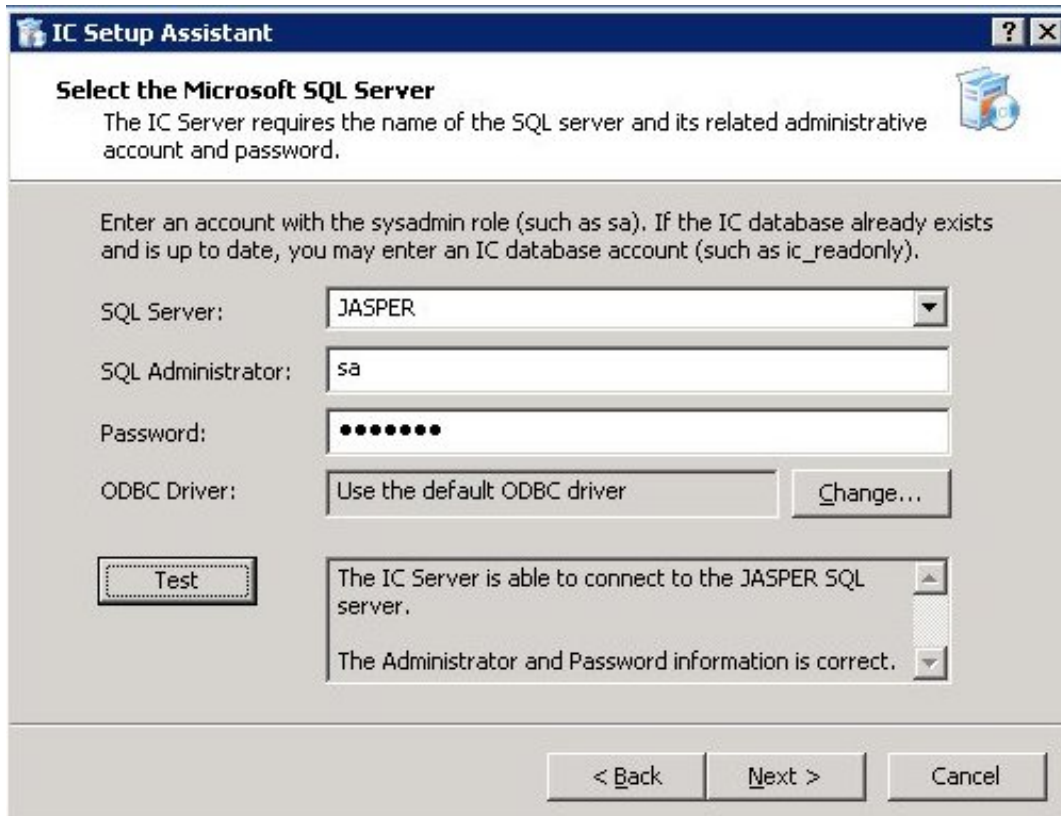 IC Setup Assistant
Select the Microsoft SQL Server
The IC Server requires the name of the SQL server and its related administrative
account and password.
Enter an account with the sysadmin role (such as sa). If the IC database already exists
and is up to date, you may enter an IC database account (such as ic_readonly).
SQL Server:
JASPER
SQL Administrator:
sa
Password:
●●●●●●●
ODBC Driver:
Use the default ODBC driver
Change...
Test
The IC Server is able to connect to the JASPER SQL
server.
The Administrator and Password information is correct.
< Back
Next >
Cancel